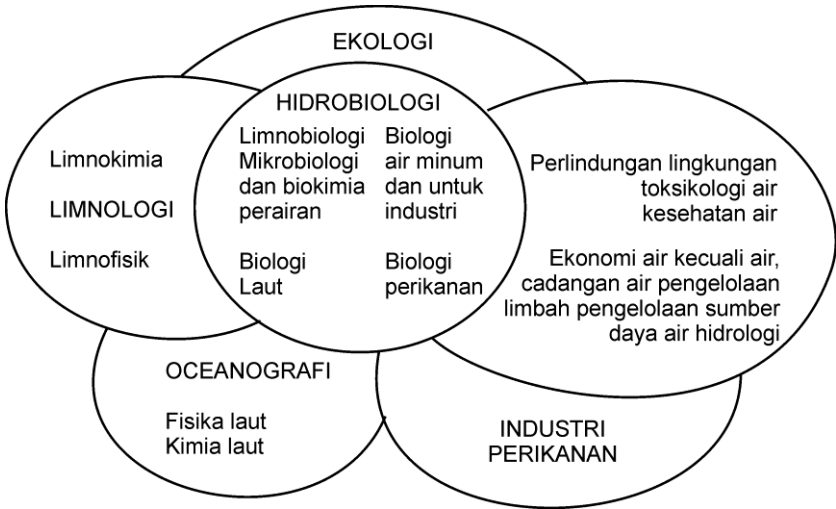 EKOLOGI
HIDROBIOLOGI
Limnobiologi
Mikrobiologi
dan biokimia
perairan
Biologi
air minum
dan untuk
industri
Biologi
Laut
Biologi
perikanan
Limnokimia
LIMNOLOGI
Limnofisik
Perlindungan lingkungan
toksikologi air
kesehatan air
Ekonomi air kecuali air,
cadangan air pengelolaan
limbah pengelolaan sumber
daya air hidrologi
OCEANOGRAFI
Fisika laut
Kimia laut
INDUSTRI
PERIKANAN